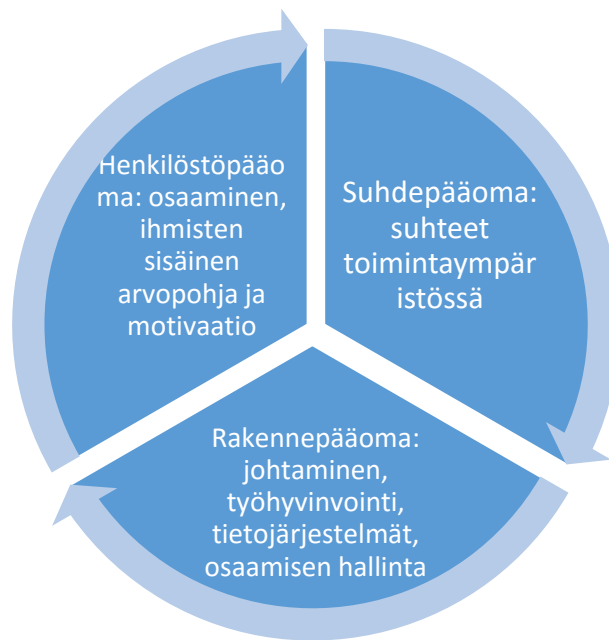 Henkilöstöpääo
ma: osaaminen,
ihmisten
sisäinen
arvopohja ja
motivaatio
Suhdepääoma:
suhteet
toimintaympär
istössä
Rakennepääoma:
johtaminen,
työhyvinvointi,
tietojärjestelmät,
osaamisen hallinta